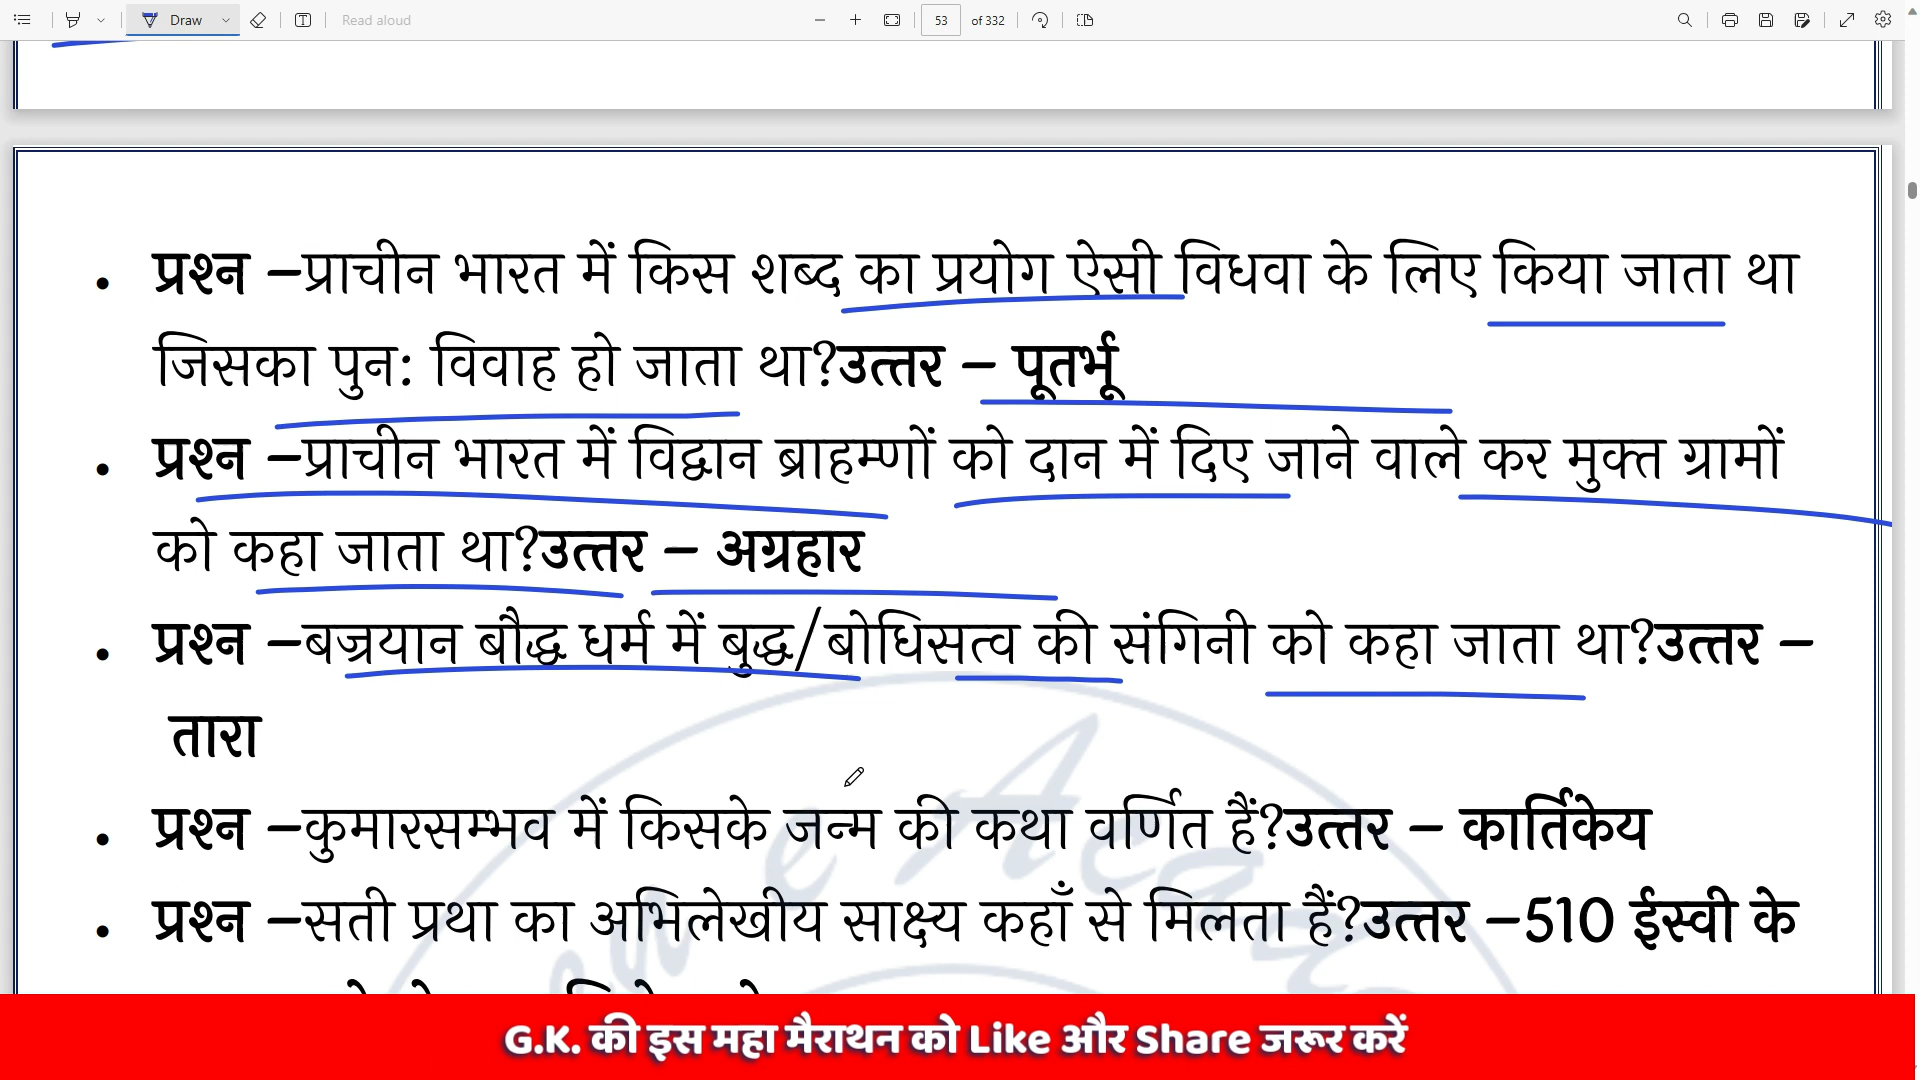 Draw
Read aloud
53 of 332
• प्रश्न –प्राचीन भारत में किस शब्द का प्रयोग ऐसी विधवा के लिए किया जाता था
जिसका पुन: विवाह हो जाता था?उत्तर – पूतर्भू
• प्रश्न –प्राचीन भारत में विद्वान ब्राहम्णों को दान में दिए जाने वाले कर मुक्त ग्रामों
को कहा जाता था?उत्तर – अग्रहार
• प्रश्न –बज्रयान बौद्ध धर्म में बुद्ध/बोधिसत्व की संगिनी को कहा जाता था?उत्तर –
तारा
• प्रश्न –कुमारसम्भव में किसके जन्म की कथा वर्णित हैं?उत्तर – कार्तिकेय
• प्रश्न –सती प्रथा का अभिलेखीय साक्ष्य कहाँ से मिलता हैं?उत्तर –510 ईस्वी के
G.K. की इस महा मैराथन को Like और Share जरूर करें